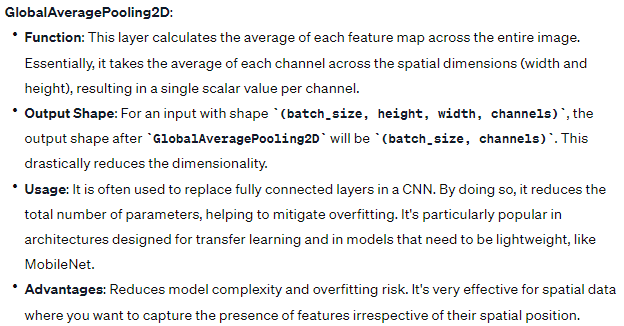 GlobalAveragePooling2D:
• Function: This layer calculates the average of each feature map across the entire image.
Essentially, it takes the average of each channel across the spatial dimensions (width and
height), resulting in a single scalar value per channel.
• Output Shape: For an input with shape `(batch_size, height, width, channels)`, the
output shape after `GlobalAveragePooling2D` will be `(batch_size, channels)`. This
drastically reduces the dimensionality.
• Usage: It is often used to replace fully connected layers in a CNN. By doing so, it reduces the
total number of parameters, helping to mitigate overfitting. It's particularly popular in
architectures designed for transfer learning and in models that need to be lightweight, like
MobileNet.
• Advantages: Reduces model complexity and overfitting risk. It's very effective for spatial data
where you want to capture the presence of features irrespective of their spatial position.